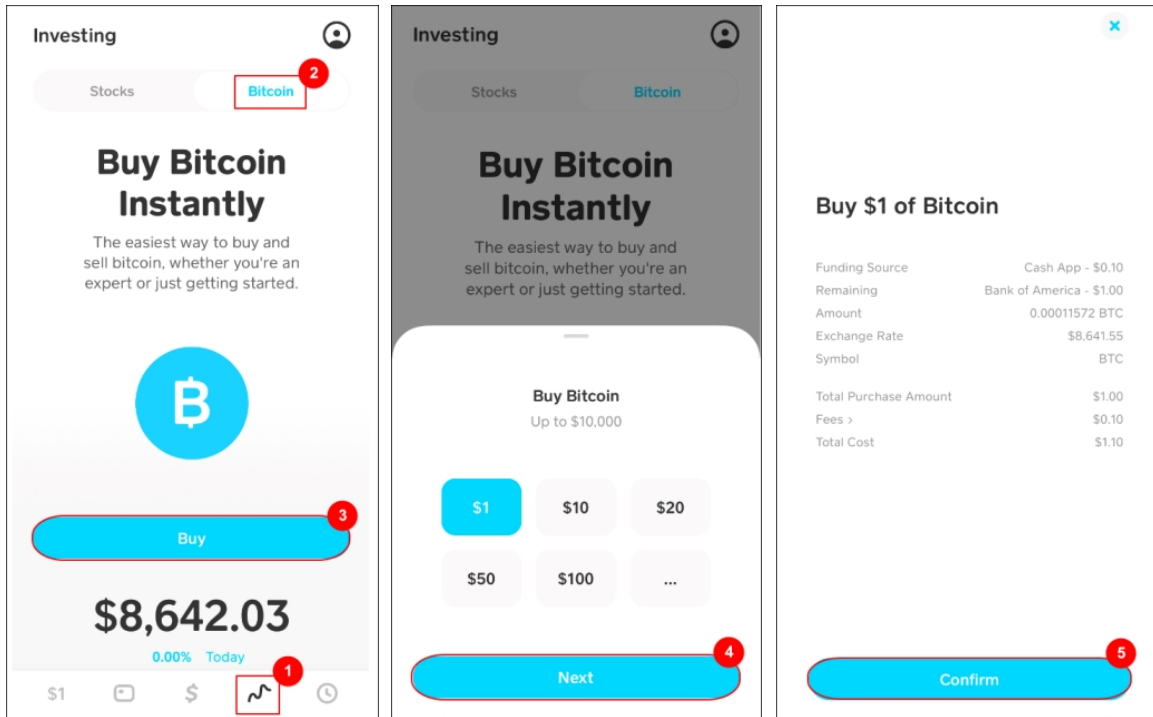 Investing
2
Stocks
Bitcoin
Buy Bitcoin
Instantly
The easiest way to buy and
sell bitcoin, whether you're an
expert or just getting started.
3
Buy
$8,642.03
0.00% Today
1
$1
$
Investing
Stocks
Bitcoin
Buy Bitcoin
Instantly
The easiest way to buy and
sell bitcoin, whether you're an
expert or just getting started.
Buy Bitcoin
Up to $10,000
$1
$10
$20
$50
$100
...
4
Next
Buy $1 of Bitcoin
Funding Source Cash App - $0.10
Remaining Bank of America - $1.00
Amount 0.00011572 BTC
Exchange Rate $8,641.55
Symbol BTC
Total Purchase Amount $1.00
Fees > $0.10
Total Cost $1.10
5
Confirm